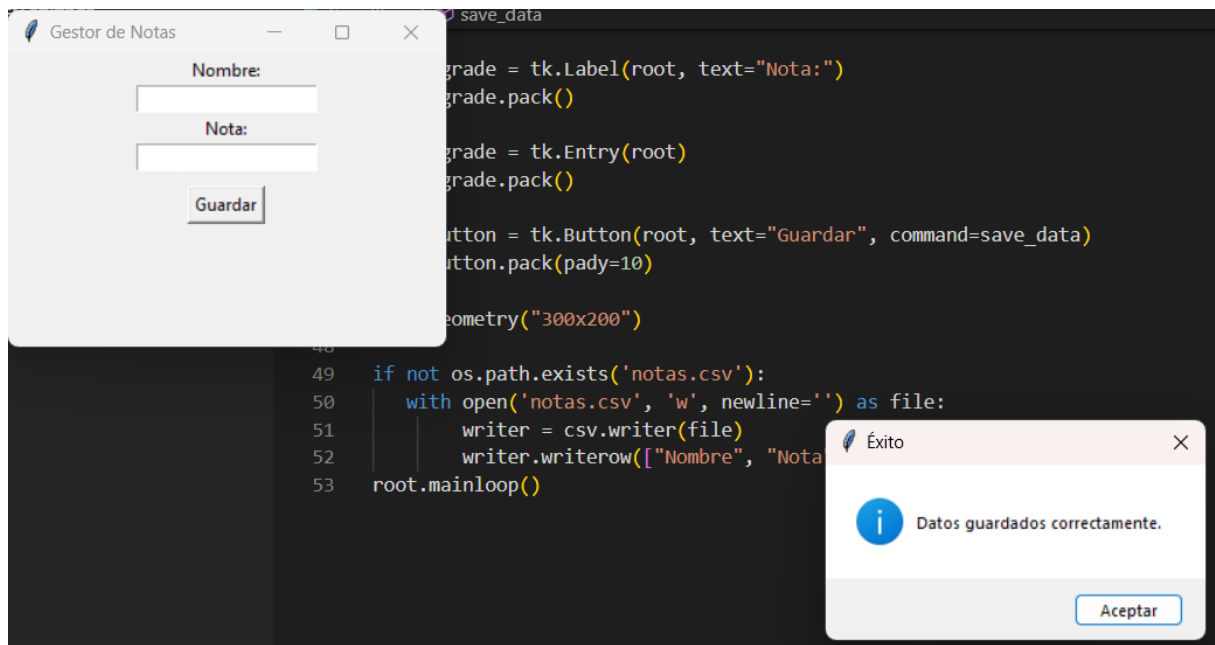 Gestor de Notas
Nombre:
Nota:
Guardar
save_data
grade = tk.Label(root, text="Nota:")
grade.pack()
grade = tk.Entry(root)
grade.pack()
utton = tk.Button(root, text="Guardar", command=save_data)
utton.pack(pady=10)
eometry("300x200")
48
49 if not os.path.exists('notas.csv'):
50 with open('notas.csv', 'w', newline='') as file:
51 writer = csv.writer(file)
52 writer.writerow(["Nombre", "Nota
53 root.mainloop()
Éxito
Datos guardados correctamente.
Aceptar